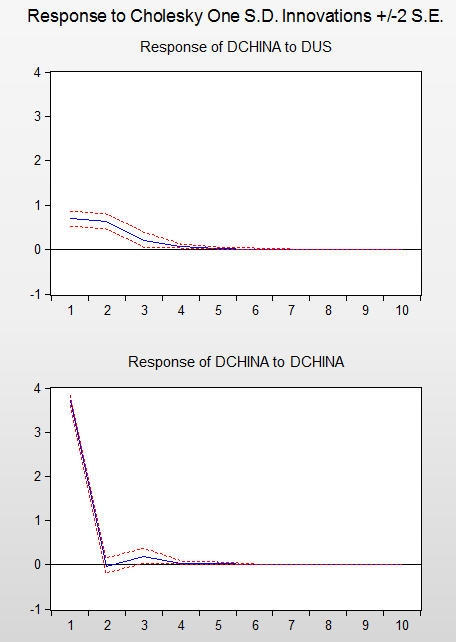 Response to Cholesky One S.D. Innovations +/-2 S.E.
Response of DCHINA to DUS
4
3
2
1
0
-1
1 2 3 4 5 6 7 8 9 10
Response of DCHINA to DCHINA
4
3
2
1
0
-1
1 2 3 4 5 6 7 8 9 10